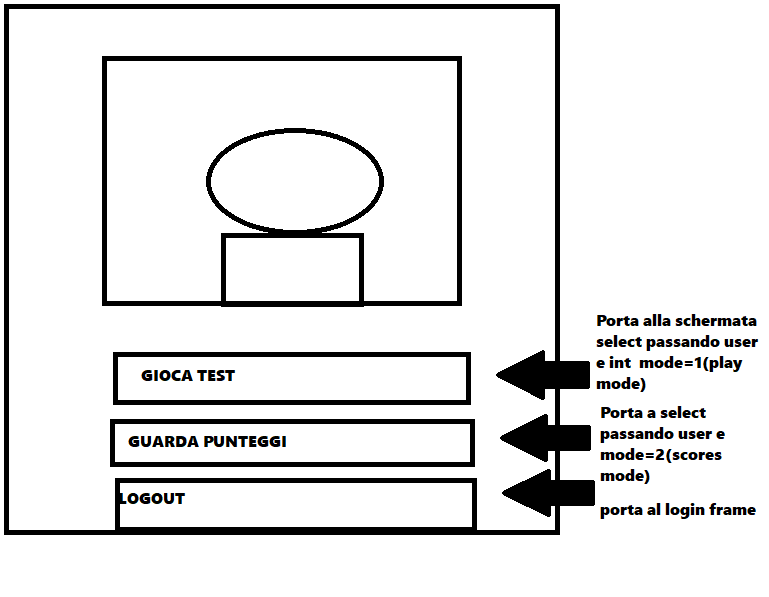 GIOCA TEST
Porta alla schermata
select passando user
e int mode=1(play
mode)
GUARDA PUNTEGGI
Porta a select
passando user e
mode=2(scores
mode)
LOGOUT
porta al login frame